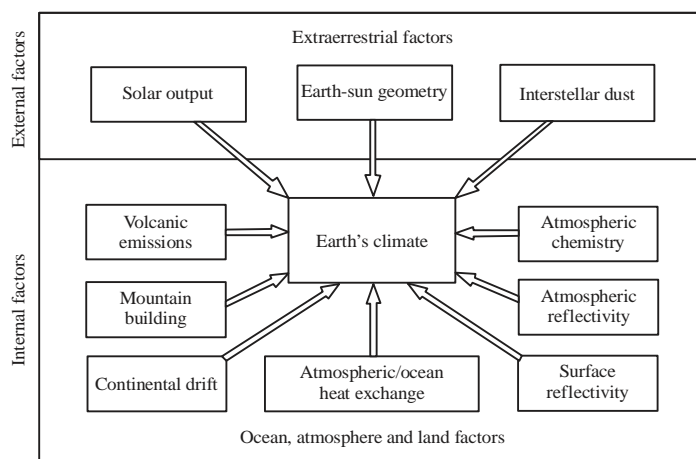 External factors
Extraerrestrial factors
Solar output
Earth-sun geometry
Interstellar dust
Internal factors
Volcanic
emissions
Earth's climate
Atmospheric
chemistry
Mountain
building
Atmospheric
reflectivity
Continental drift
Atmospheric/ocean
heat exchange
Surface
reflectivity
Ocean, atmosphere and land factors